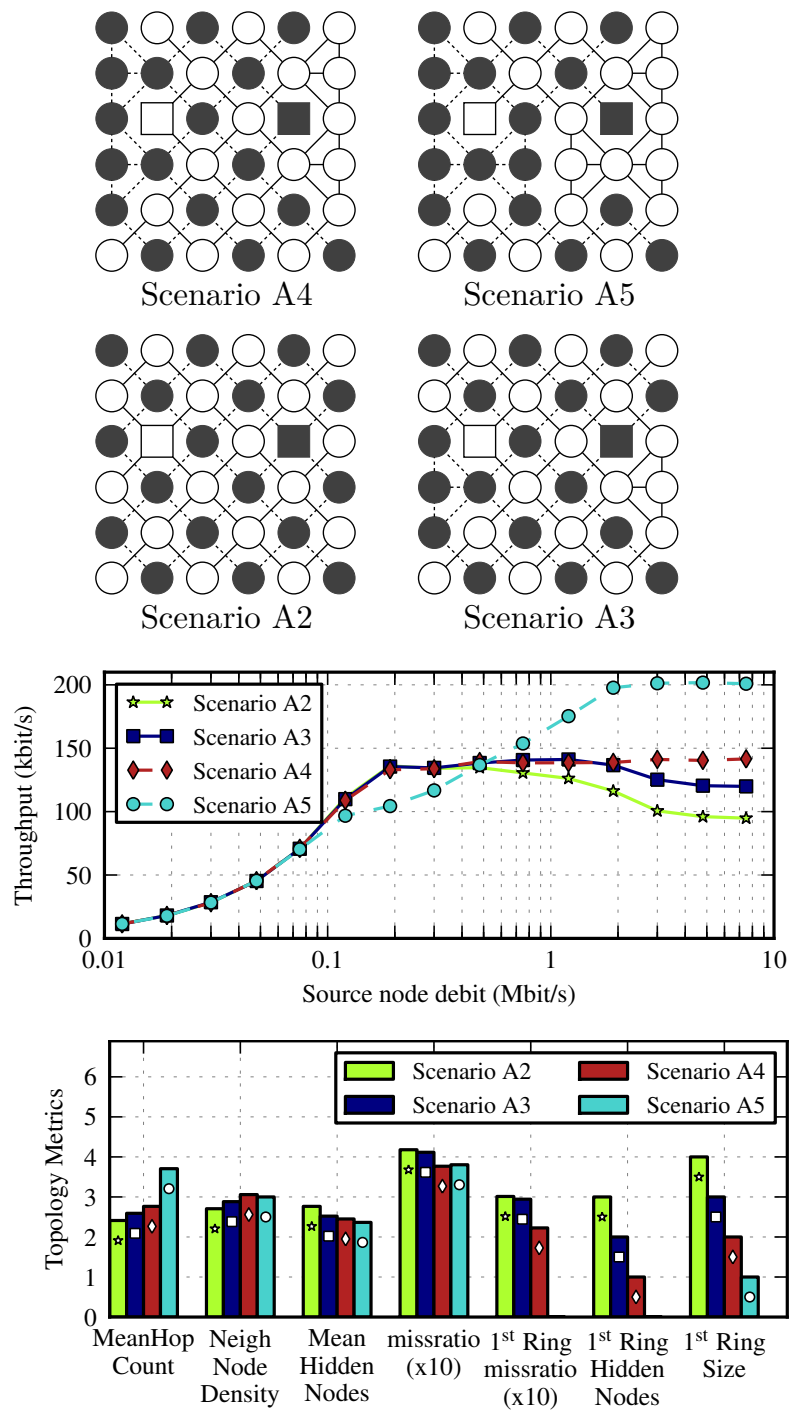 Scenario A4
Scenario A5
Scenario A2
Scenario A3
Throughput (kbit/s)
200
150
100
50
0
Scenario A2
Scenario A3
Scenario A4
Scenario A5
0.01
0.1
1
10
Source node debit (Mbit/s)
Topology Metrics
6
5
4
3
2
1
0
Scenario A2
Scenario A3
Scenario A4
Scenario A5
MeanHop
Count
Neigh
Node
Density
Mean
Hidden
Nodes
missratio
(x10)
1st Ring
missratio
(x10)
1st Ring
Hidden
Nodes
1st Ring
Size